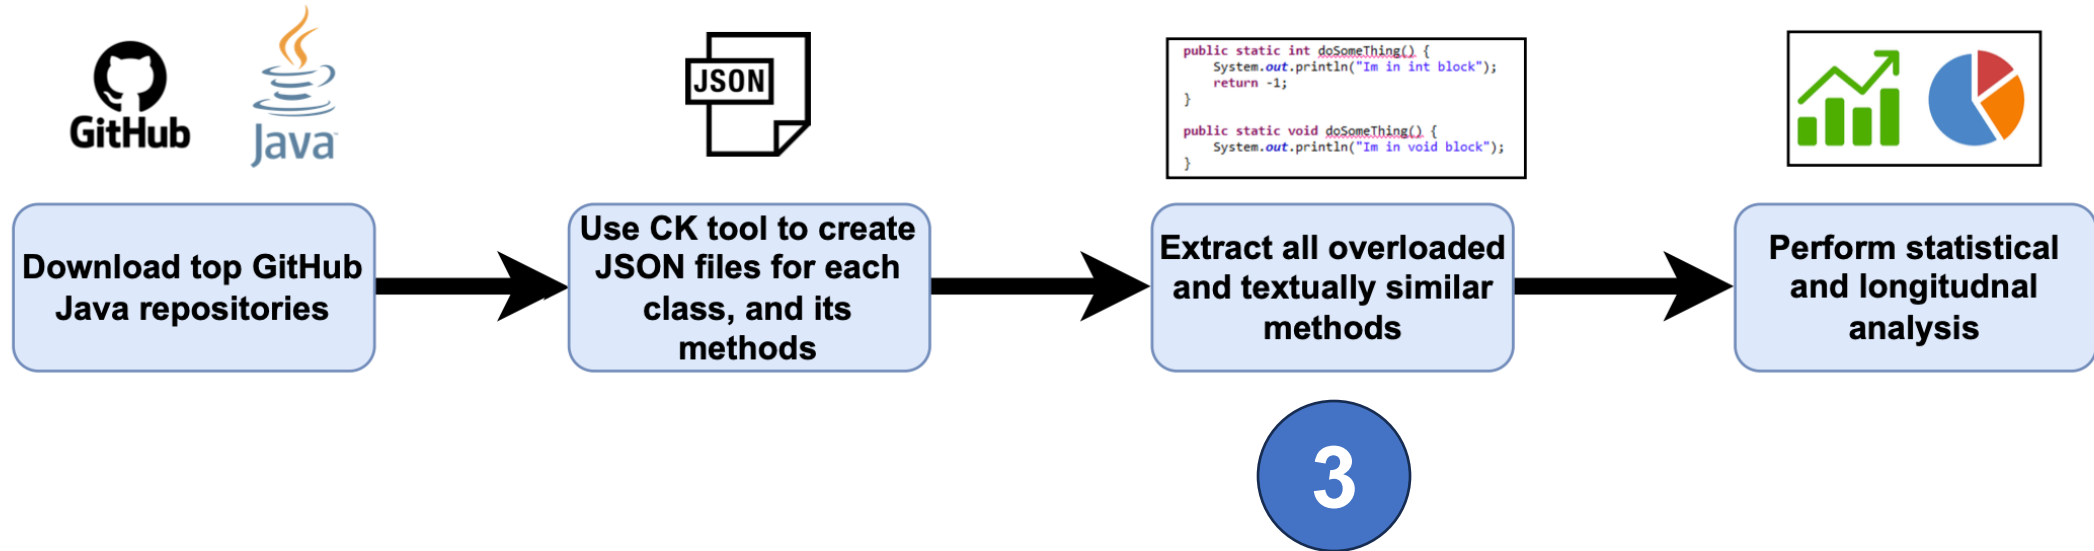 GitHub
Java
JSON
public static int doSomeThing() {
System.out.println("Im in int block");
return -1;
}
public static void doSomeThing() {
System.out.println("Im in void block");
}
Download top GitHub
Java repositories
Use CK tool to create
JSON files for each
class, and its
methods
Extract all overloaded
and textually similar
methods
Perform statistical
and longitudnal
analysis
3